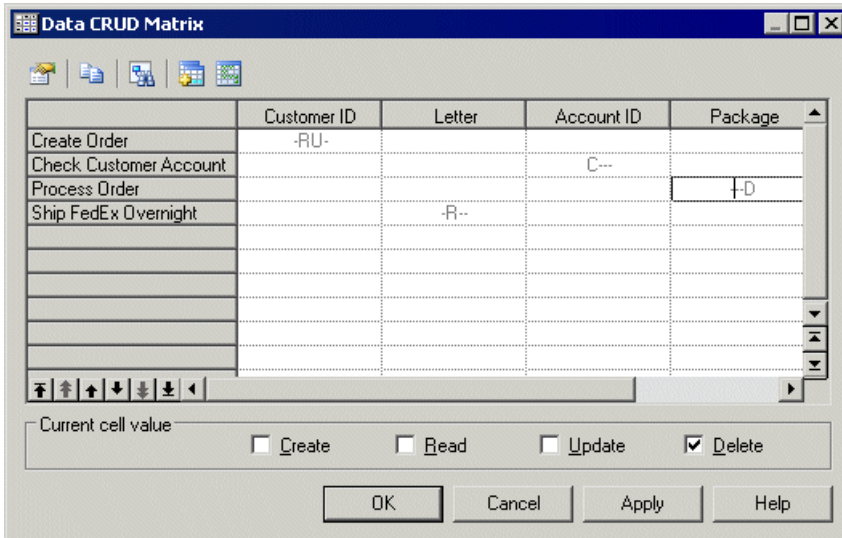 Data CRUD Matrix
Customer ID Letter Account ID Package
Create Order -RU-
Check Customer Account C---
Process Order ---D
Ship FedEx Overnight -R--
Current cell value
Create Read Update Delete
OK Cancel Apply Help